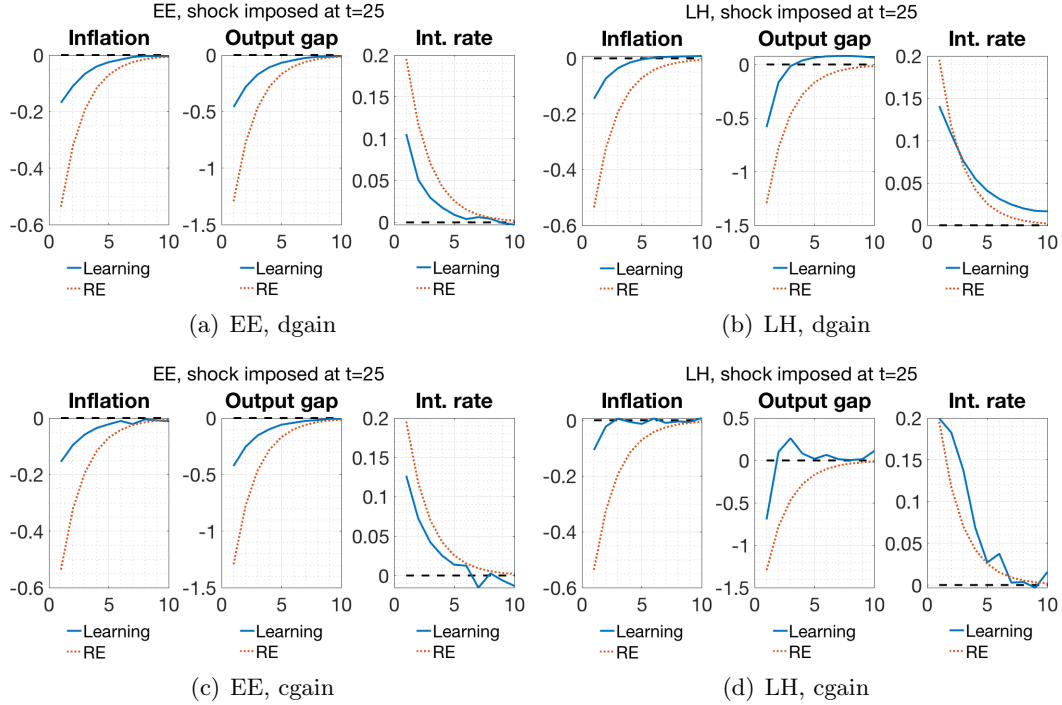 EE, shock imposed at t=25
Inflation Output gap Int. rate
0 -0.2 -0.4 -0.6
0 5 10
0 -0.5 -1 -1.5
0 5 10
0.2 0.15 0.1 0.05 0
0 5 10
Learning Learning Learning
RE RE RE
(a) EE, dgain
LH, shock imposed at t=25
Inflation Output gap Int. rate
0 -0.2 -0.4 -0.6
0 5 10
0 -0.5 -1 -1.5
0 5 10
0.2 0.15 0.1 0.05 0
0 5 10
Learning Learning Learning
RE RE RE
(b) LH, dgain
EE, shock imposed at t=25
Inflation Output gap Int. rate
0 -0.2 -0.4 -0.6
0 5 10
0 -0.5 -1 -1.5
0 5 10
0.2 0.15 0.1 0.05 0
0 5 10
Learning Learning Learning
RE RE RE
(c) EE, cgain
LH, shock imposed at t=25
Inflation Output gap Int. rate
0 -0.2 -0.4 -0.6
0 5 10
0.5 0 -0.5 -1 -1.5
0 5 10
0.2 0.15 0.1 0.05 0
0 5 10
Learning Learning Learning
RE RE RE
(d) LH, cgain